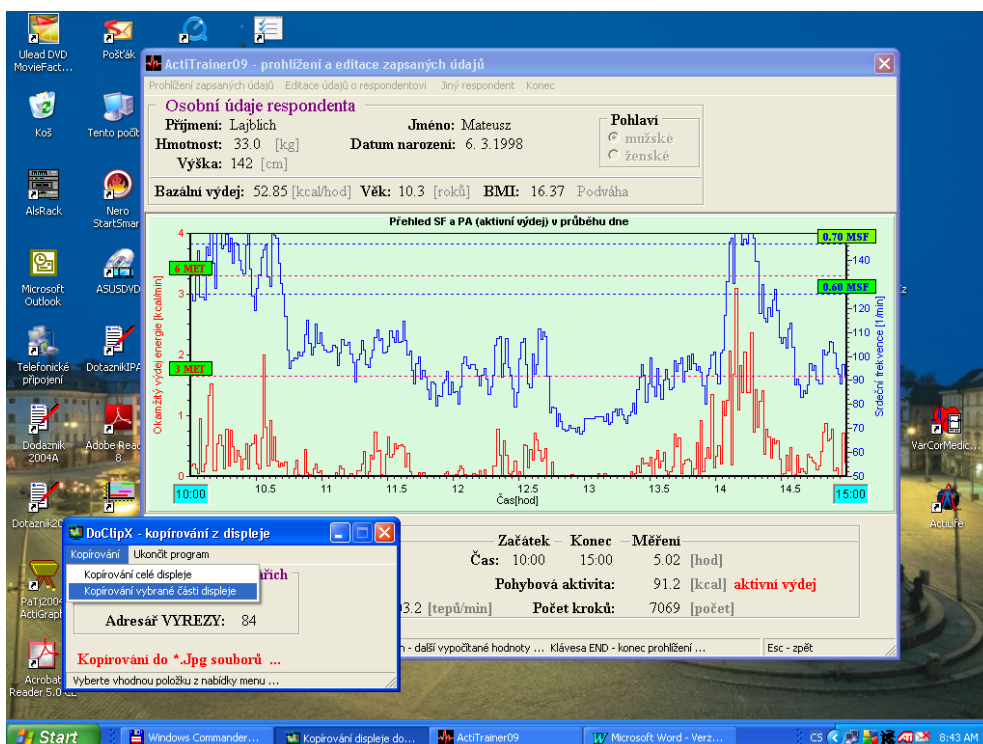 Ulead DVD
MovieFact...
Pošťák
Koš
Tento počít
AlsRack
Nero
StartSmar
Microsoft
Outlook
ASUSDVD
Telefonické
připojení
DotazníkIPA
Dodazník
2004A
Adobe Read
8
Dotazník20
PaTj2004
ActiGraph
Acrobat
Reader 5.0 CE
VarCorMedic...
ActiLife
ActiTrainer09 - prohlížení a editace zapsaných údajů
Prohlížení zapsaných údajů Editace údajů o respondentovi Jiný respondent Konec
Osobní údaje respondenta
Příjmení: Lajblich Jméno: Mateusz
Hmotnost: 33.0 [kg] Datum narození: 6. 3.1998
Výška: 142 [cm]
Pohlaví
mužské
ženské
Bazální výdej: 52.85 [kcal/hod] Věk: 10.3 [roků] BMI: 16.37 Podváha
Přehled SF a PA (aktivní výdej) v průběhu dne
Okamžitý výdej energie [kcal/min]
4
3
2
1
0
6 MET
3 MET
0.70 MSF
0.60 MSF
140
120
110
100
90
80
70
60
50
Srdeční frekvence [1/min]
10:00 10.5 11 11.5 12 12.5 13 13.5 14 14.5 15:00
Čas[hod]
Začátek Konec Měření
Čas: 10:00 15:00 5.02 [hod]
Pohybová aktivita: 91.2 [kcal] aktivní výdej
03.2 [tepů/min] Počet kroků: 7069 [počet]
- další vypočítané hodnoty ... Klávesa END - konec prohlížení ... Esc - zpět
DoClipX - kopírování z displeje
Kopírování Ukončit program
Kopírování celé displeje
Kopírování vybrané části displeje
ářích
Adresář VYREZY: 84
Kopírování do *.Jpg souborů ...
Vyberte vhodnou položku z nabídky menu ...
Start Windows Commander... Kopírování displeje do... ActiTrainer09 Microsoft Word - Verz... CS 8:43 AM